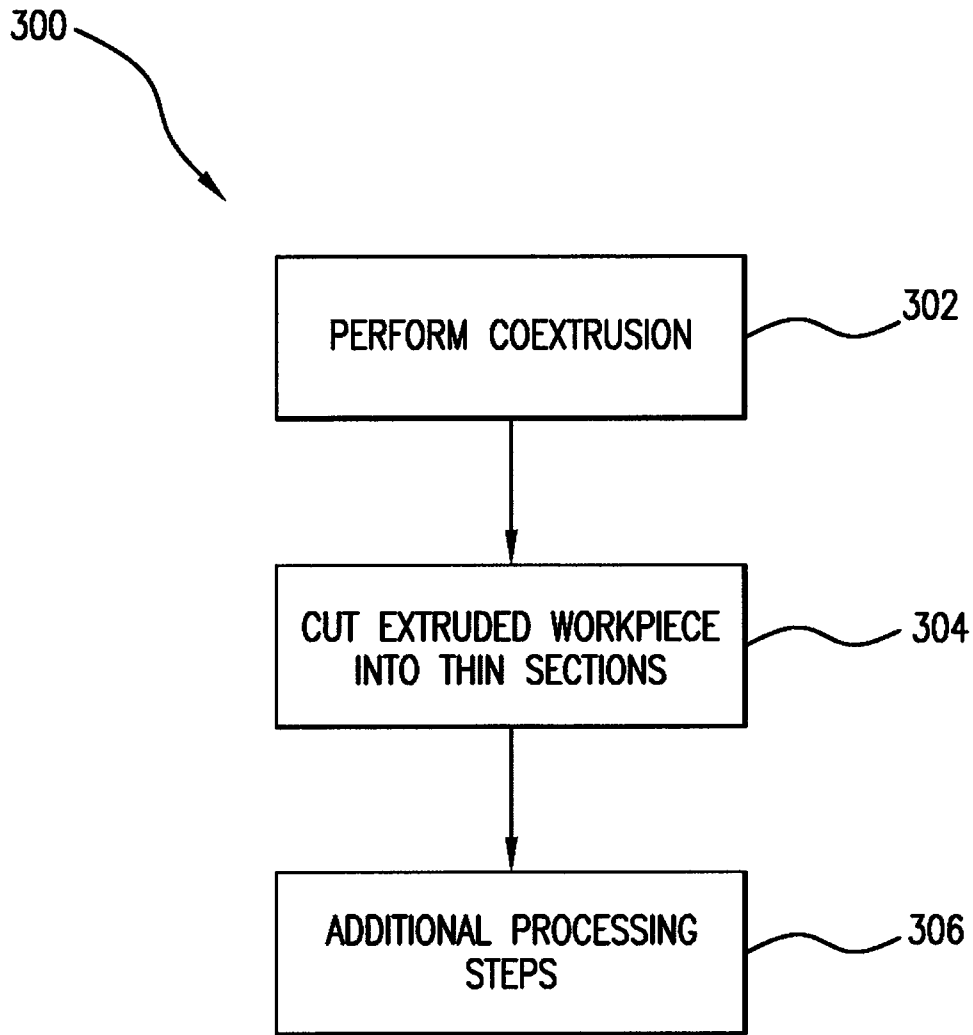 300
PERFORM COEXTRUSION
302
CUT EXTRUDED WORKPIECE
INTO THIN SECTIONS
304
ADDITIONAL PROCESSING
STEPS
306